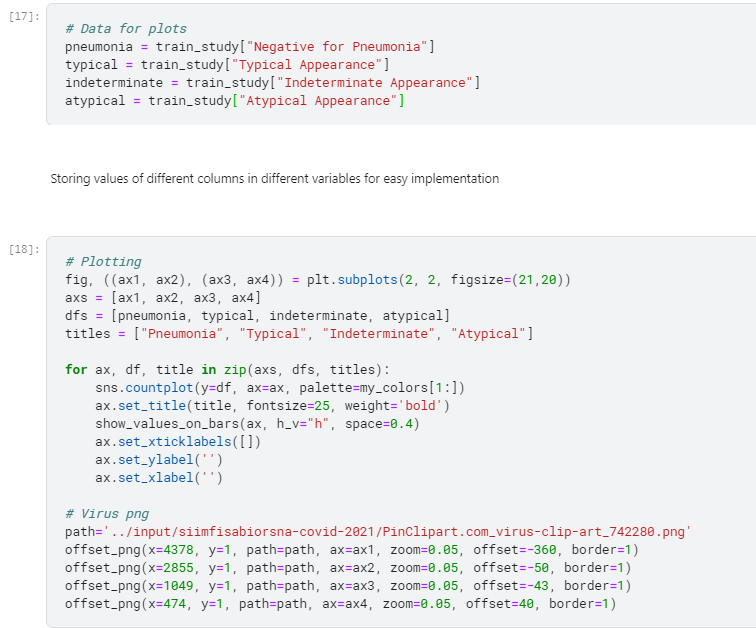 [17]:
# Data for plots
pneumonia = train_study["Negative for Pneumonia"]
typical = train_study["Typical Appearance"]
indeterminate = train_study["Indeterminate Appearance"]
atypical = train_study["Atypical Appearance"]
Storing values of different columns in different variables for easy implementation
[18]:
# Plotting
fig, ((ax1, ax2), (ax3, ax4)) = plt.subplots(2, 2, figsize=(21,20))
axs = [ax1, ax2, ax3, ax4]
dfs = [pneumonia, typical, indeterminate, atypical]
titles = ["Pneumonia", "Typical", "Indeterminate", "Atypical"]
for ax, df, title in zip(axs, dfs, titles):
    sns.countplot(y=df, ax=ax, palette=my_colors[1:])
    ax.set_title(title, fontsize=25, weight='bold')
    show_values_on_bars(ax, h_v="h", space=0.4)
    ax.set_xticklabels([])
    ax.set_ylabel('')
    ax.set_xlabel('')
# Virus png
path='../input/siimfisabiorsna-covid-2021/PinClipart.com_virus-clip-art_742280.png'
offset_png(x=4378, y=1, path=path, ax=ax1, zoom=0.05, offset=-360, border=1)
offset_png(x=2855, y=1, path=path, ax=ax2, zoom=0.05, offset=-50, border=1)
offset_png(x=1049, y=1, path=path, ax=ax3, zoom=0.05, offset=-43, border=1)
offset_png(x=474, y=1, path=path, ax=ax4, zoom=0.05, offset=40, border=1)